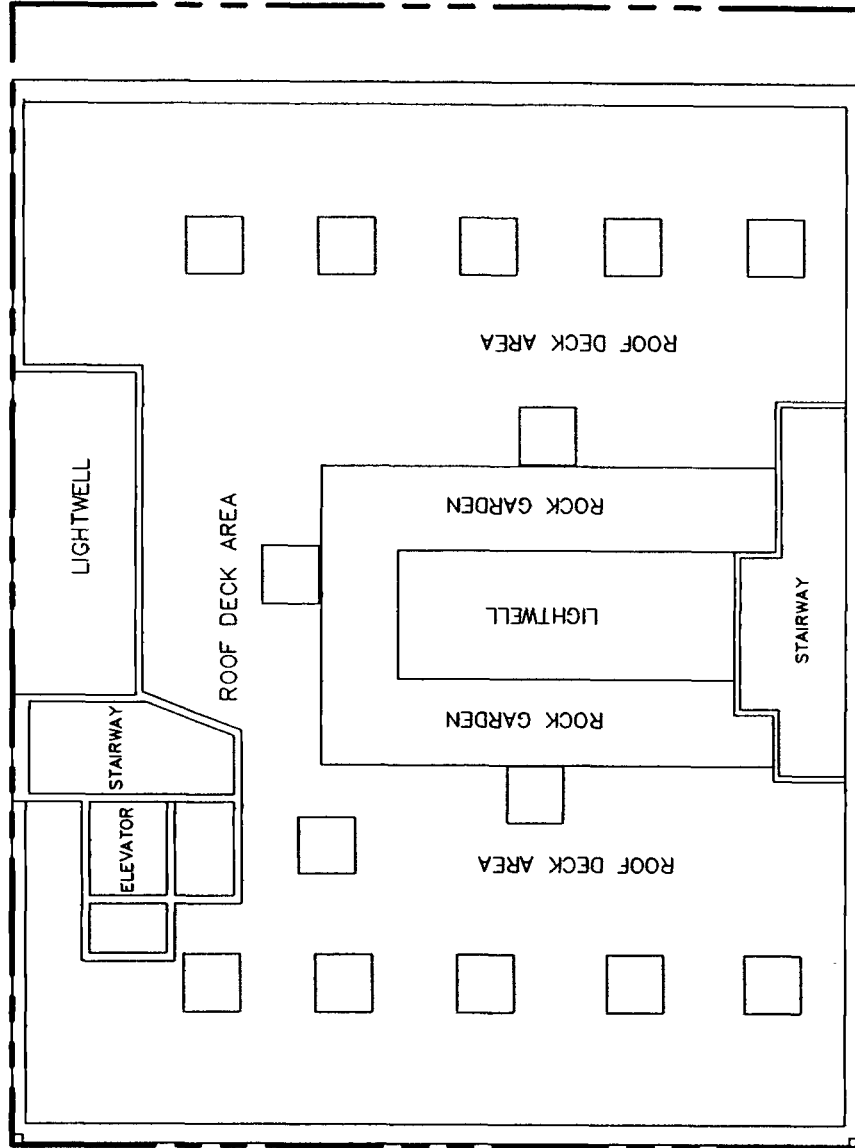 ROOF DECK AREA
LIGHTWELL
ROCK GARDEN
ROOF DECK AREA
LIGHTWELL
STAIRWAY
ROCK GARDEN
STAIRWAY
ELEVATOR
ROOF DECK AREA